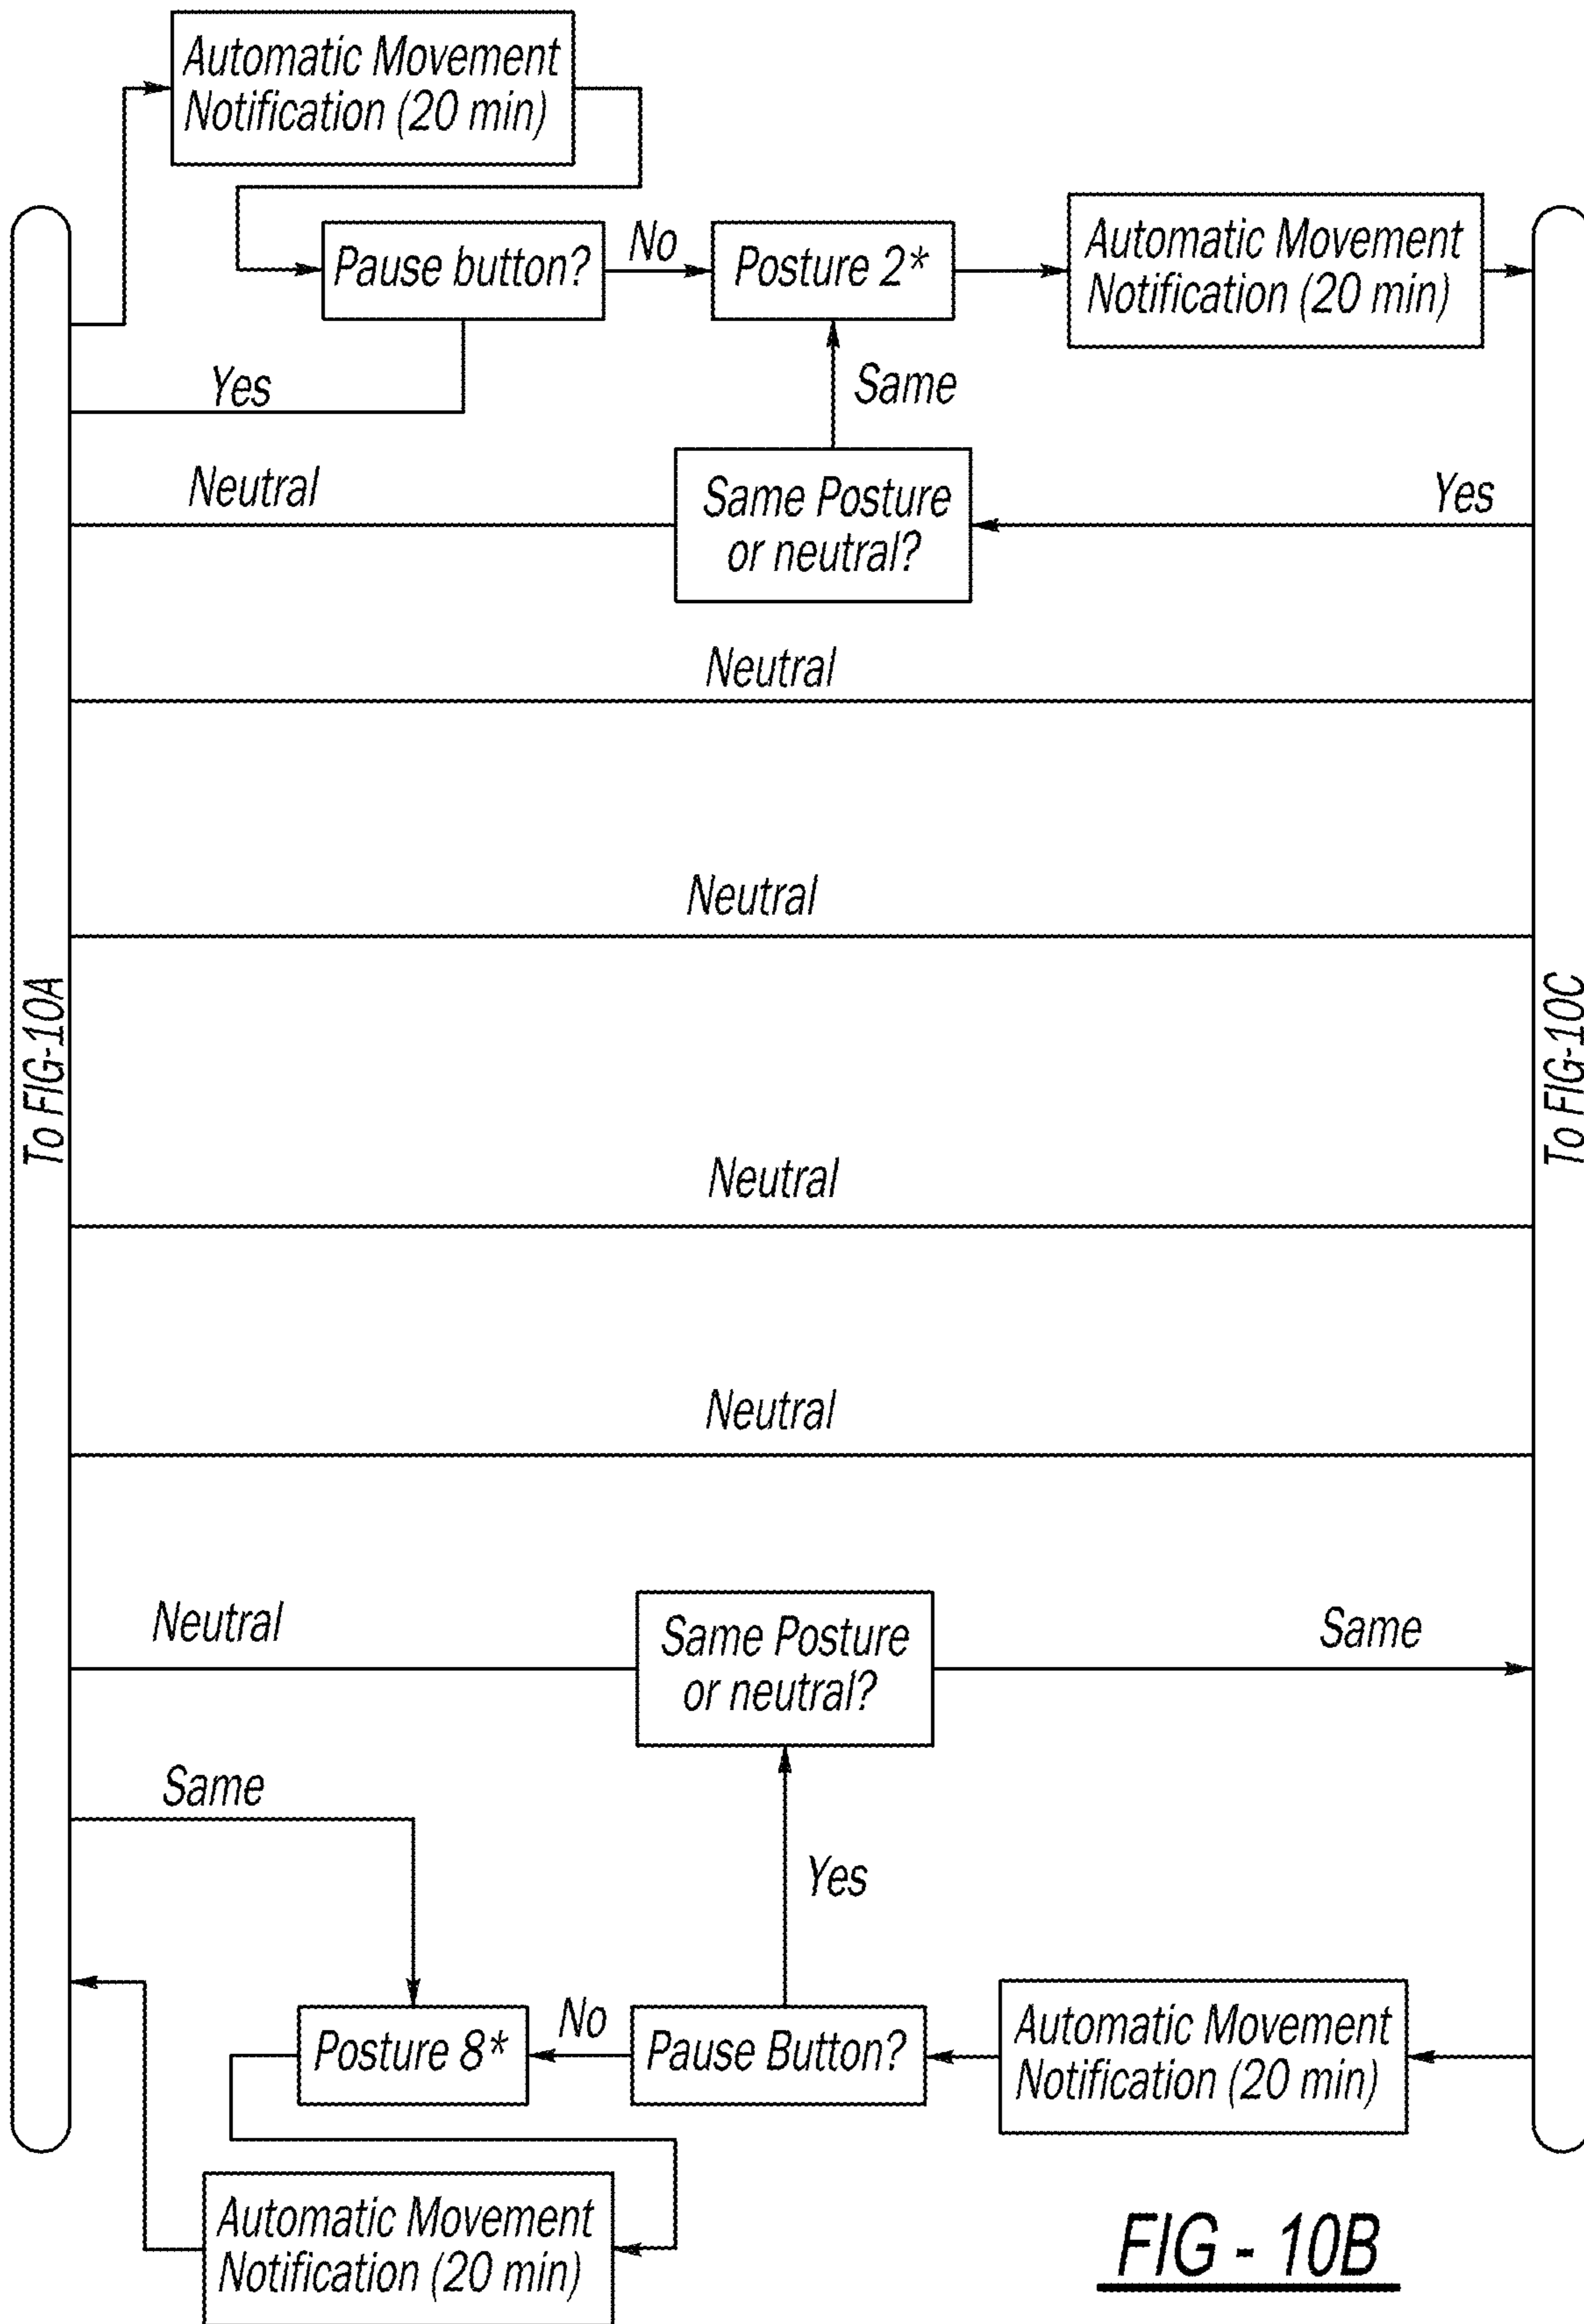 Automatic Movement
Notification (20 min)
Pause button?
No
Posture 2*
Automatic Movement
Notification (20 min)
Yes
Same
Neutral
Same Posture
or neutral?
Yes
Neutral
Neutral
To FIG-10A
To FIG-10C
Neutral
Neutral
Neutral
Same Posture
or neutral?
Same
Same
Yes
Posture 8*
No
Pause Button?
Automatic Movement
Notification (20 min)
Automatic Movement
Notification (20 min)
FIG - 10B